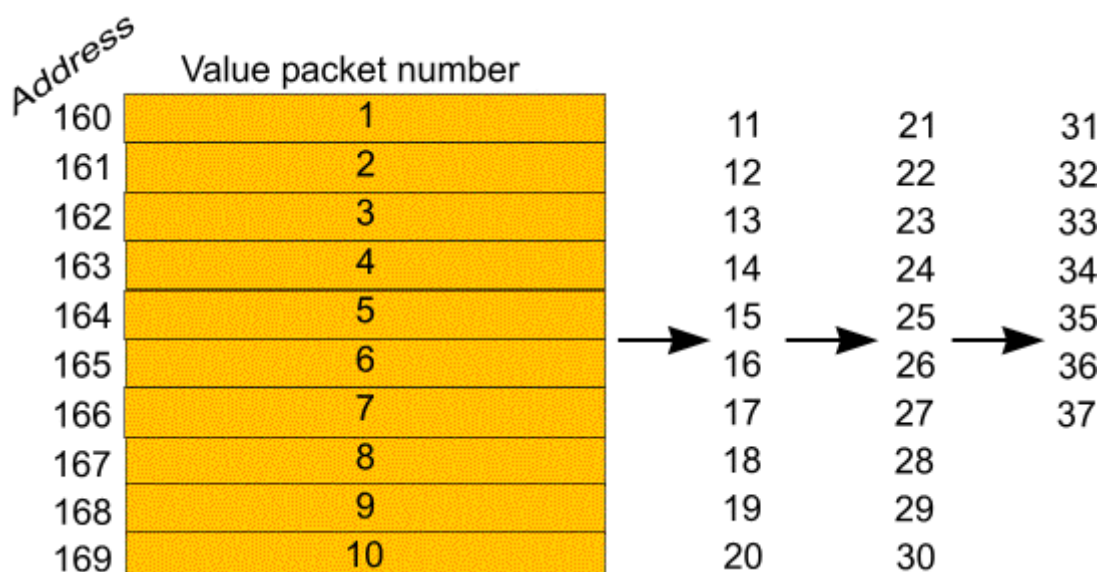 Address
Value packet number
160 1 11 21 31
161 2 12 22 32
162 3 13 23 33
163 4 14 24 34
164 5 15 25 35
165 6 16 26 36
166 7 17 27 37
167 8 18 28
168 9 19 29
169 10 20 30